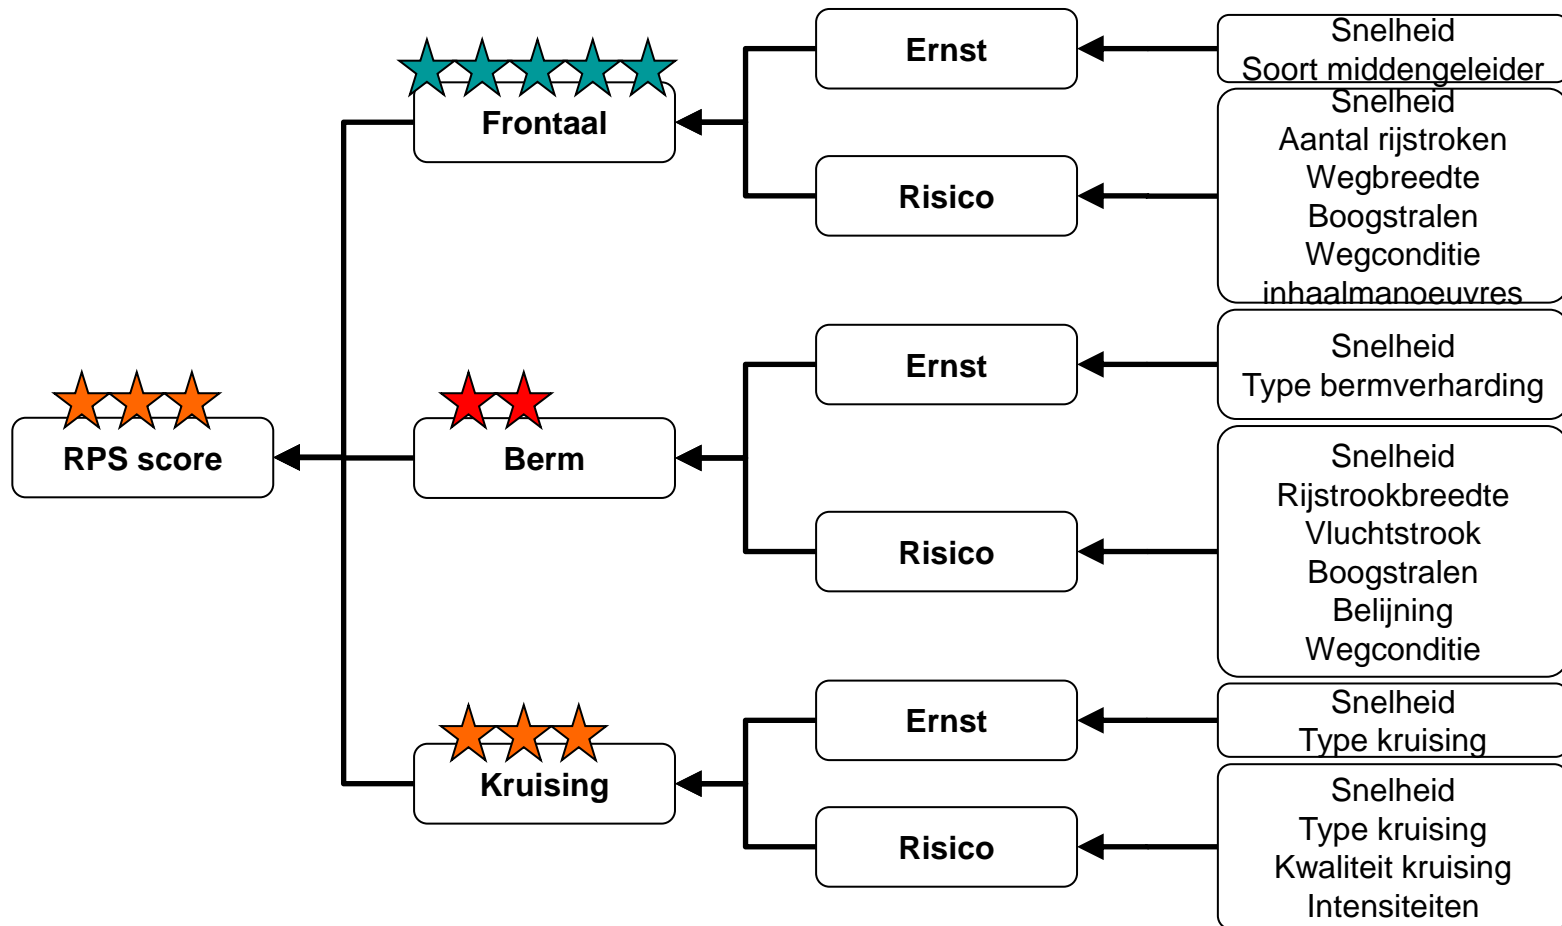 RPS score
Frontaal
Ernst
Snelheid
Soort middengeleider
Risico
Snelheid
Aantal rijstroken
Wegbreedte
Boogstralen
Wegconditie
inhaalmanoeuvres
Berm
Ernst
Snelheid
Type bermverharding
Risico
Snelheid
Rijstrookbreedte
Vluchtstrook
Boogstralen
Belijning
Wegconditie
Kruising
Ernst
Snelheid
Type kruising
Risico
Snelheid
Type kruising
Kwaliteit kruising
Intensiteiten